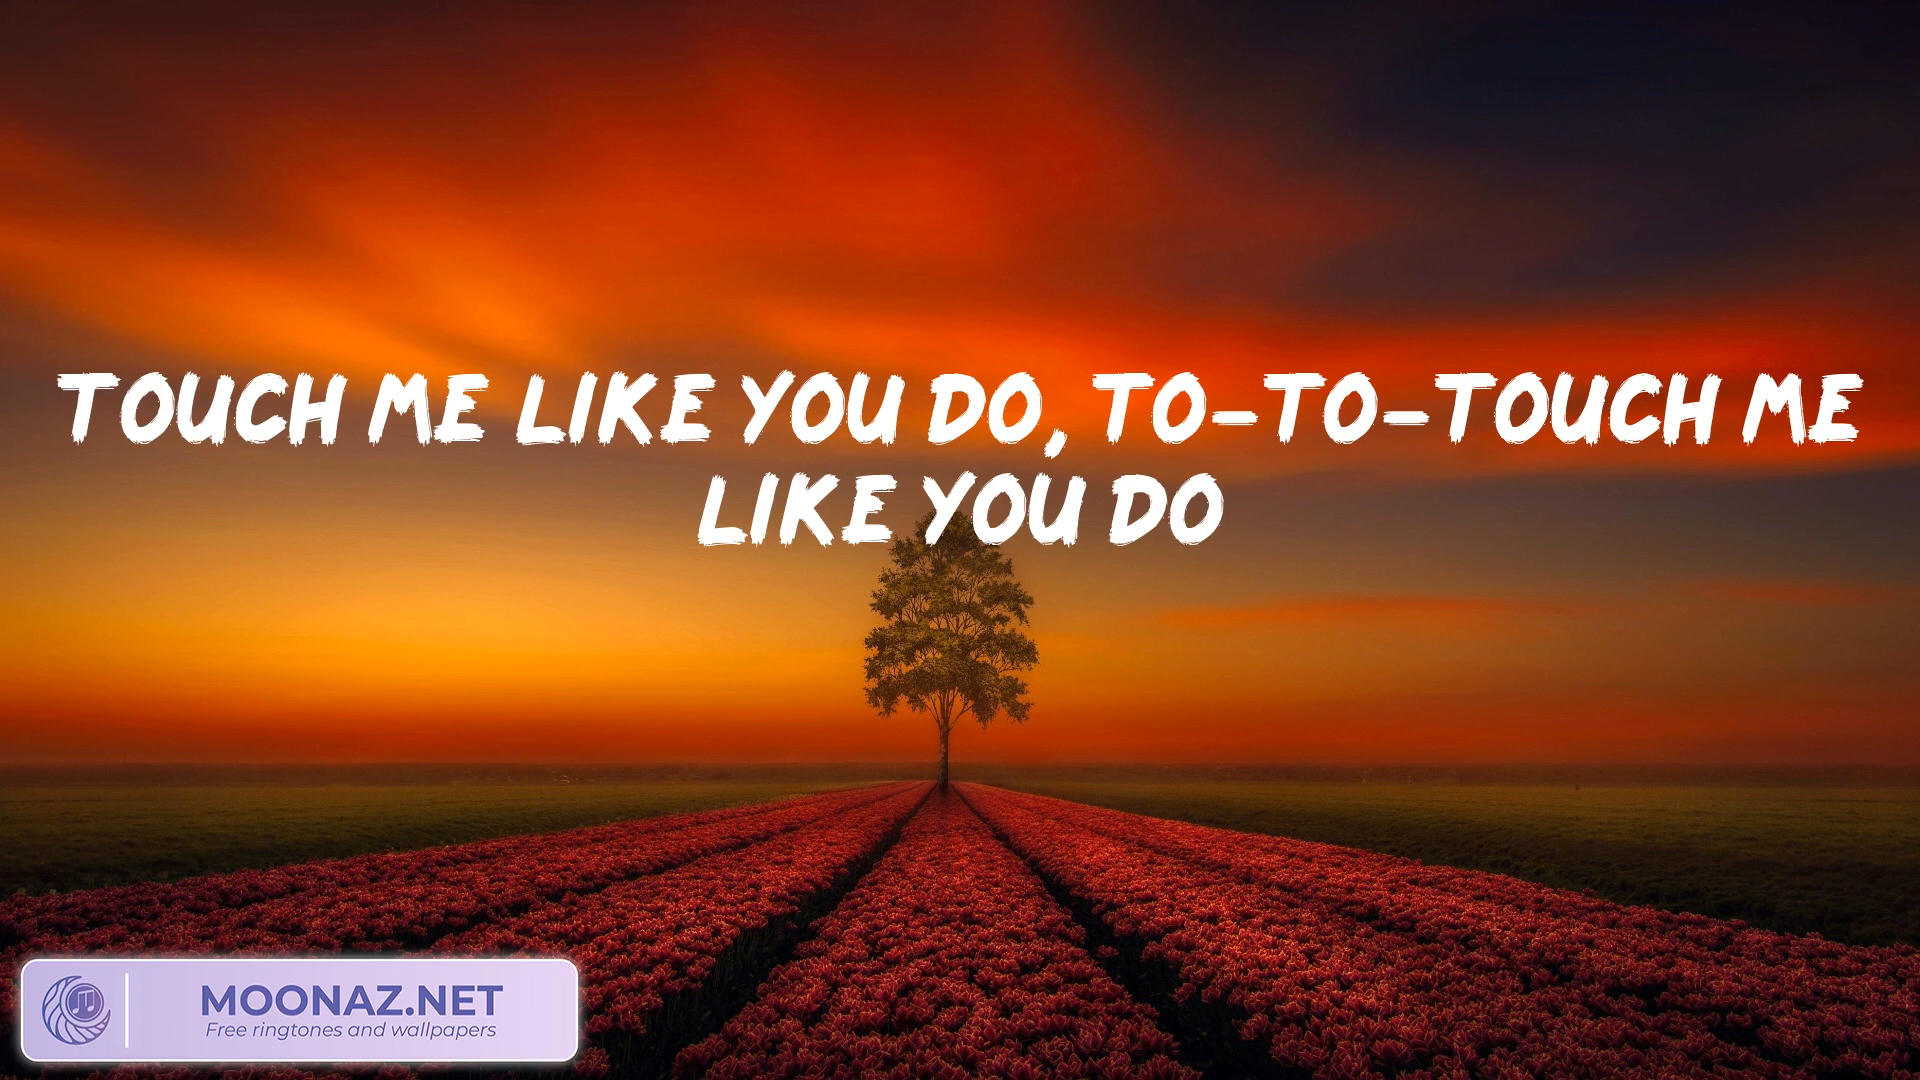 TOUCH ME LIKE YOU DO, TO-TO-TOUCH ME
LIKE YOU DO
MOONAZ.NET
Free ringtones and wallpapers